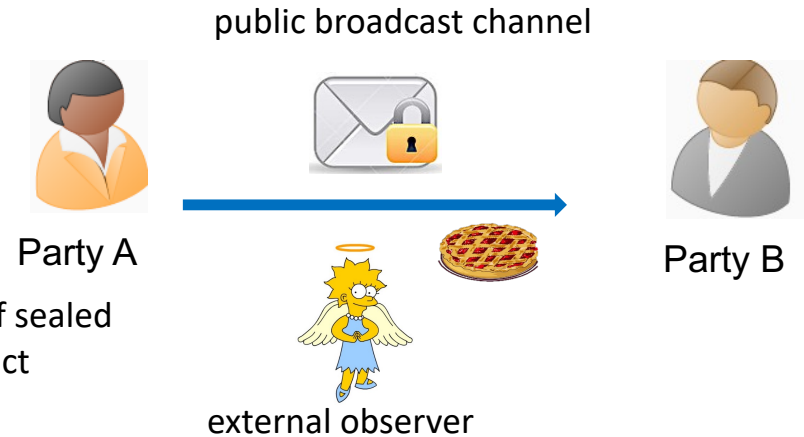 public broadcast channel
Party A
Party B
f sealed
ct
external observer